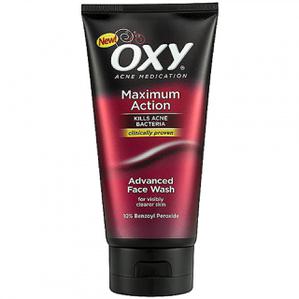 New!
OXY
ACNE MEDICATION
Maximum
Action
KILLS ACNE
BACTERIA
clinically proven
Advanced
Face Wash
for visibly
clearer skin
10% Benzoyl Peroxide